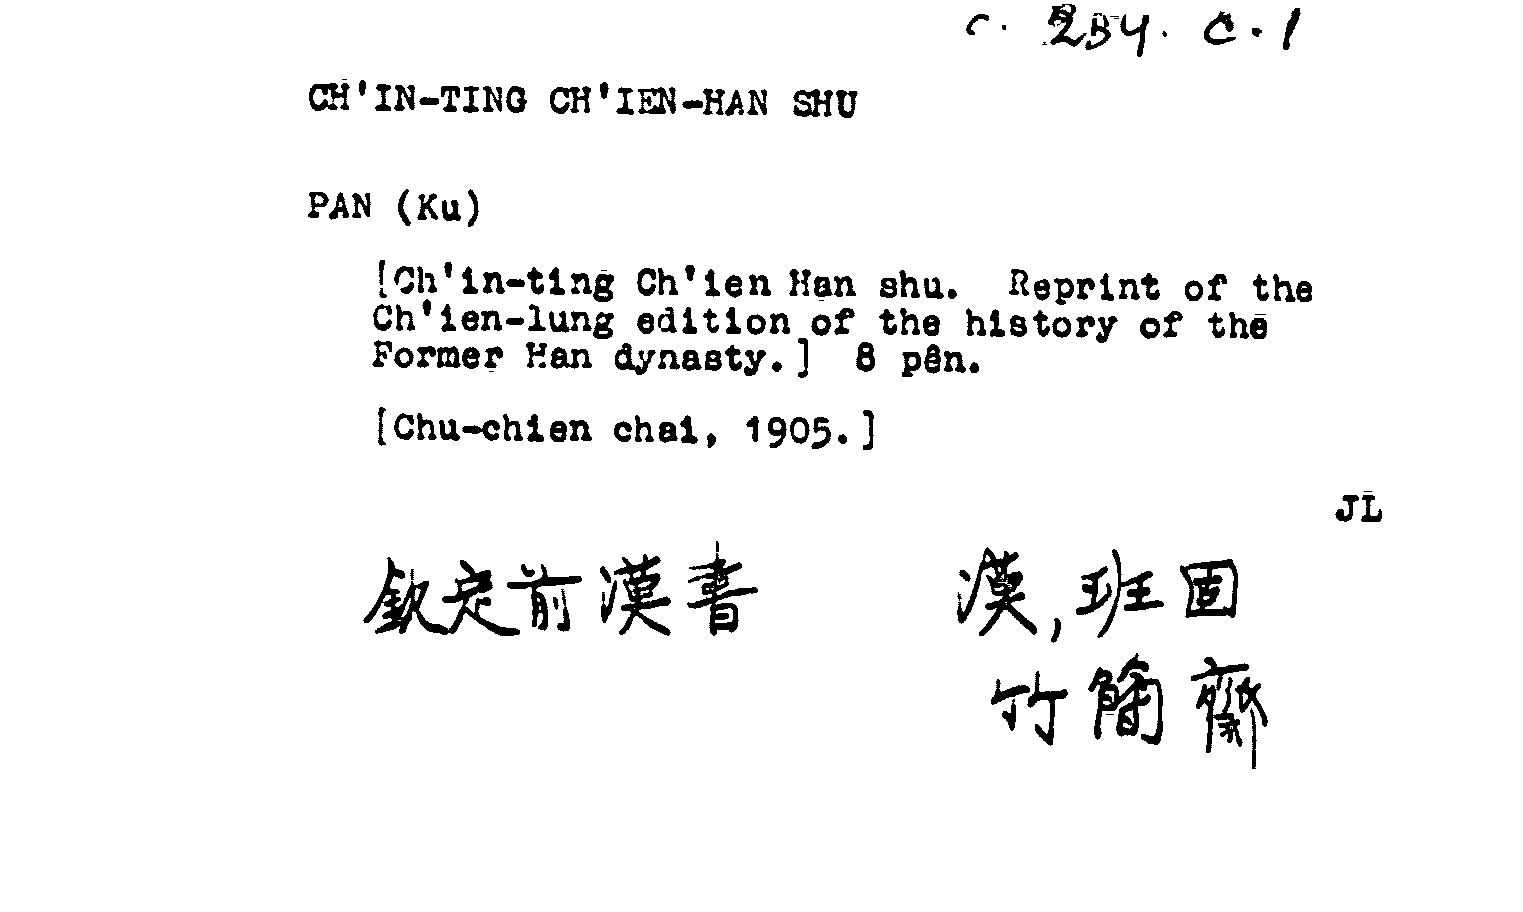 C. 2B4. C.1
CH'IN-TING CH'IEN-HAN SHU
PAN (Ku)
[Ch'in-ting Ch'ien Han shu. Reprint of the
Ch'ien-lung edition of the history of the
Former Han dynasty.] 8 pên.
[Chu-chien chai, 1905.]
JL
欽定前漢書 漢,班固
竹簡齋